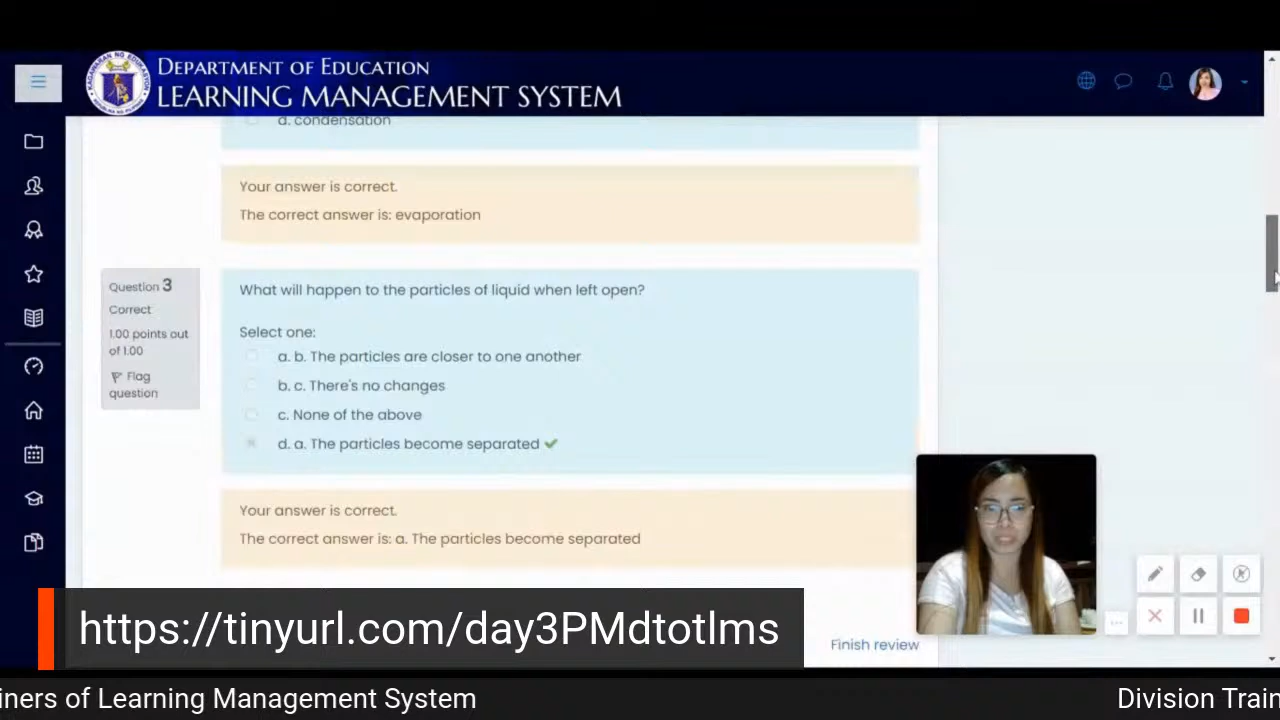 DEPARTMENT OF EDUCATION
LEARNING MANAGEMENT SYSTEM
d. condensation
Your answer is correct.
The correct answer is: evaporation
Question 3
Correct
1.00 points out
of 1.00
Flag
question
What will happen to the particles of liquid when left open?
Select one:
a. b. The particles are closer to one another
b. c. There's no changes
c. None of the above
d. a. The particles become separated
Your answer is correct.
The correct answer is: a. The particles become separated
https://tinyurl.com/day3PMdtotlms
Finish review
iners of Learning Management System
Division Train